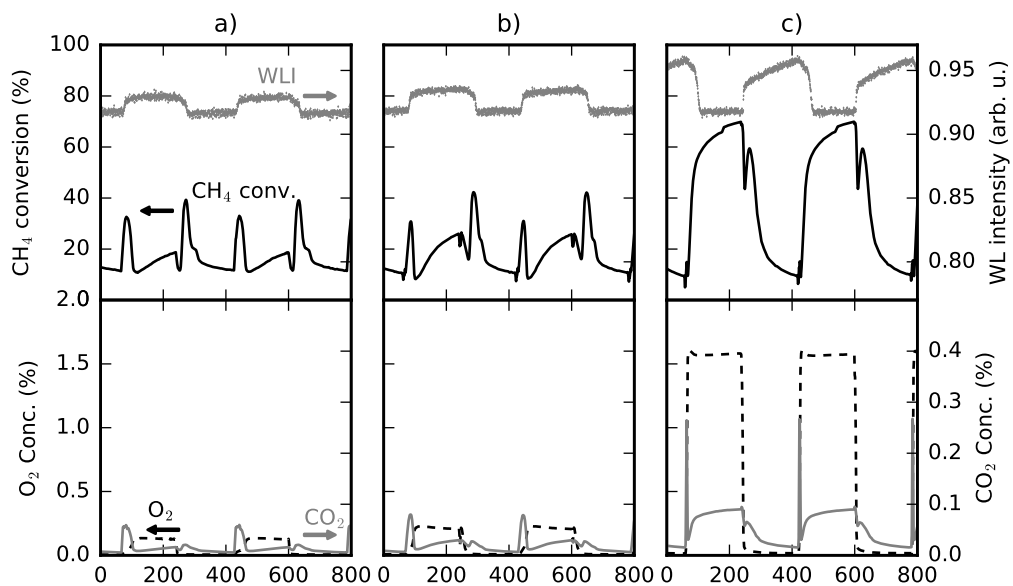 a) b) c)
100
80
60
40
20
2.0
1.5
1.0
0.5
0.0
CH₄ conversion (%)
O₂ Conc. (%)
WLI
CH₄ conv.
O₂
CO₂
0.95
0.90
0.85
0.80
WL intensity (arb. u.)
0.4
0.3
0.2
0.1
0.0
CO₂ Conc. (%)
0 200 400 600 800 0 200 400 600 800 0 200 400 600 800